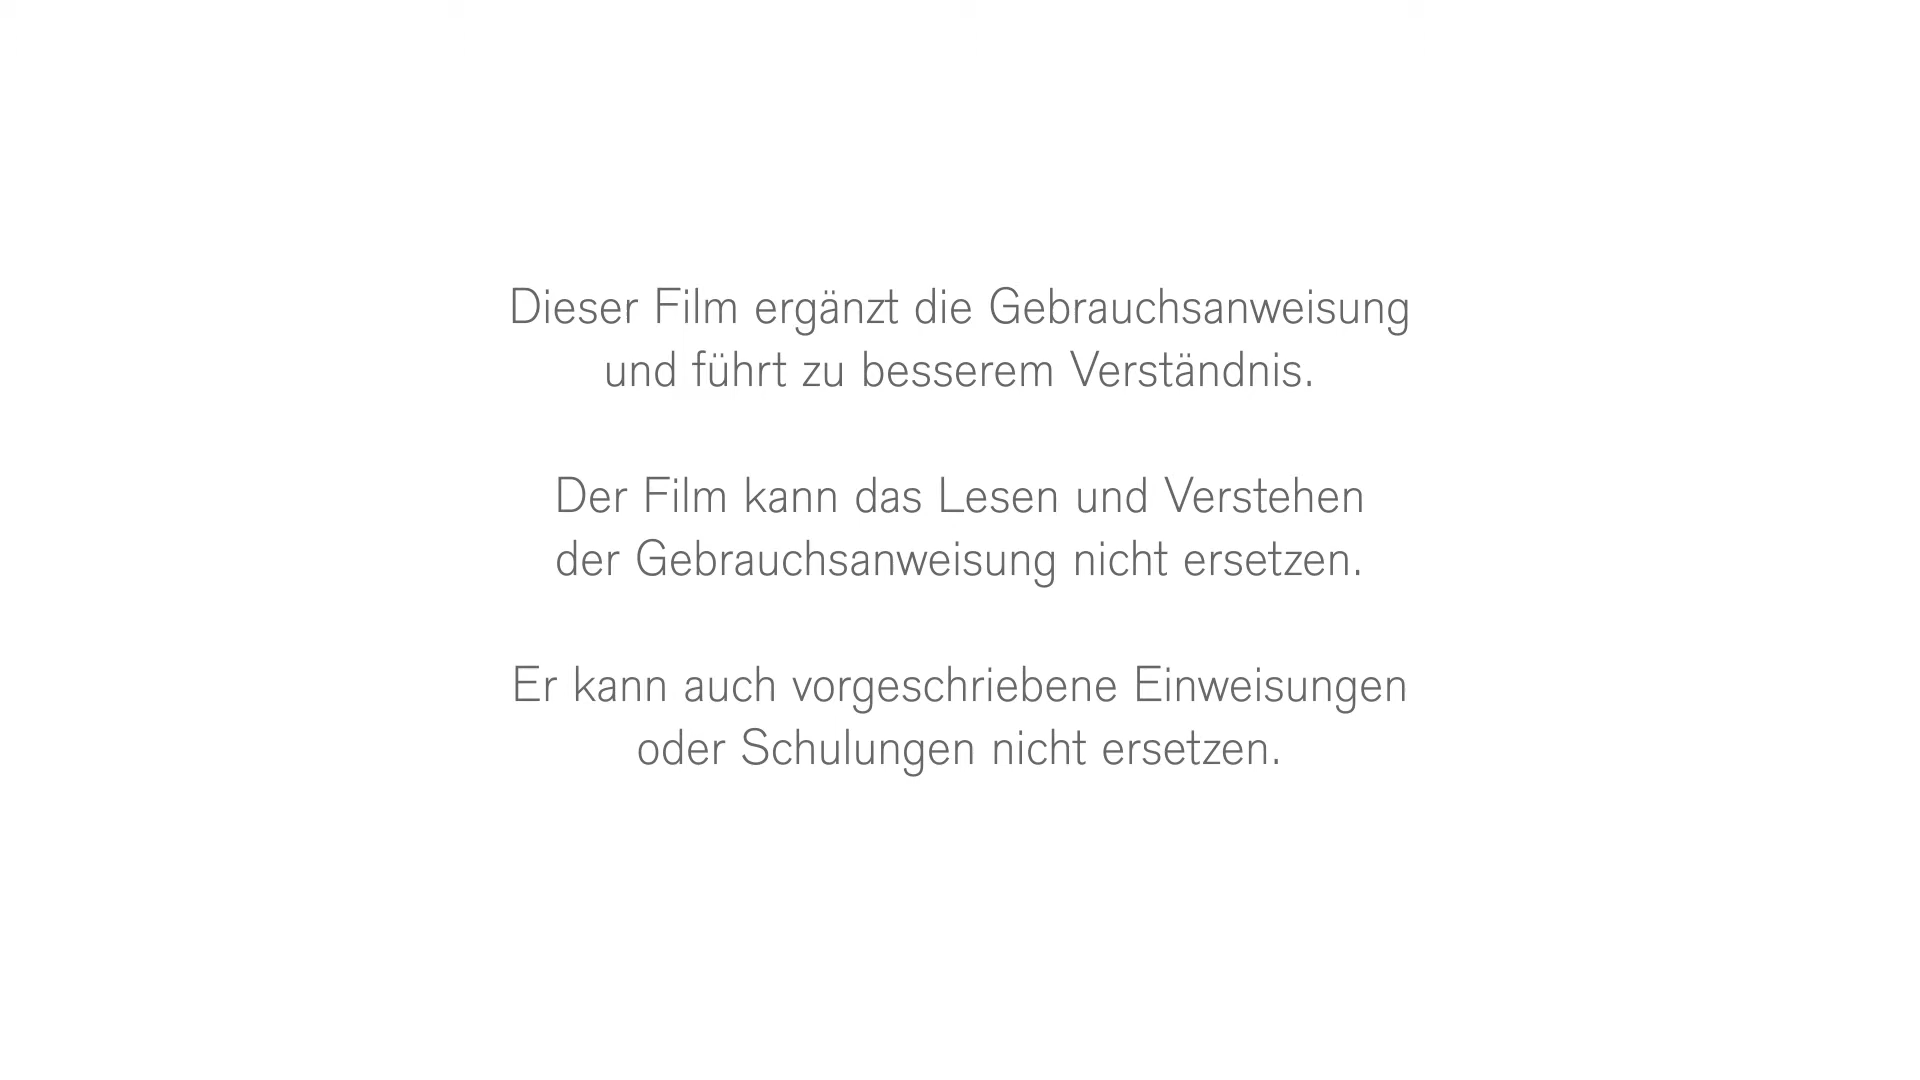 Dieser Film ergänzt die Gebrauchsanweisung
und führt zu besserem Verständnis.
Der Film kann das Lesen und Verstehen
der Gebrauchsanweisung nicht ersetzen.
Er kann auch vorgeschriebene Einweisungen
oder Schulungen nicht ersetzen.